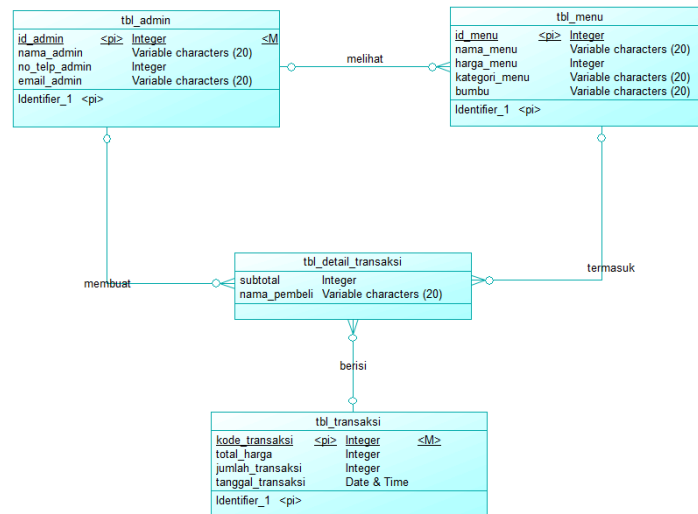 tbl_admin
id_admin <pi> Integer <M
nama_admin Variable characters (20)
no_telp_admin Integer
email_admin Variable characters (20)
Identifier_1 <pi>
melihat
tbl_menu
id_menu <pi> Integer
nama_menu Variable characters (20)
harga_menu Integer
kategori_menu Variable characters (20)
bumbu Variable characters (20)
Identifier_1 <pi>
membuat
tbl_detail_transaksi
subtotal Integer
nama_pembeli Variable characters (20)
termasuk
berisi
tbl_transaksi
kode_transaksi <pi> Integer <M>
total_harga Integer
jumlah_transaksi Integer
tanggal_transaksi Date & Time
Identifier_1 <pi>